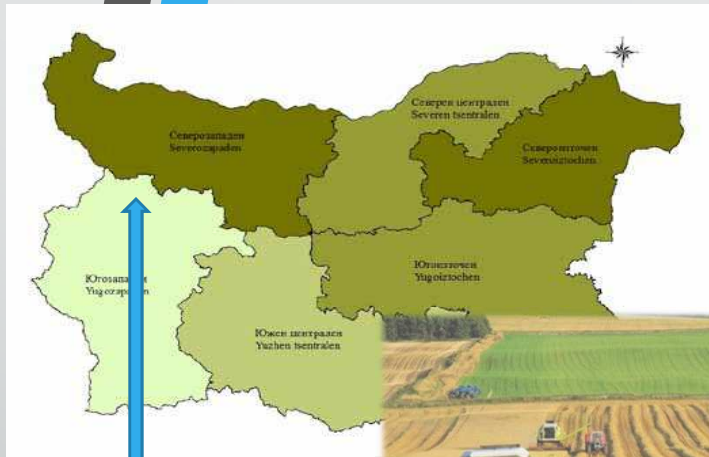 Северозападен
Severozapaden
Северен централен
Severen tsentralen
Североизточен
Severoiztochen
Югозападен
Yugozapaden
Югоизточен
Yugoiztochen
Южен централен
Yuzhen tsentralen